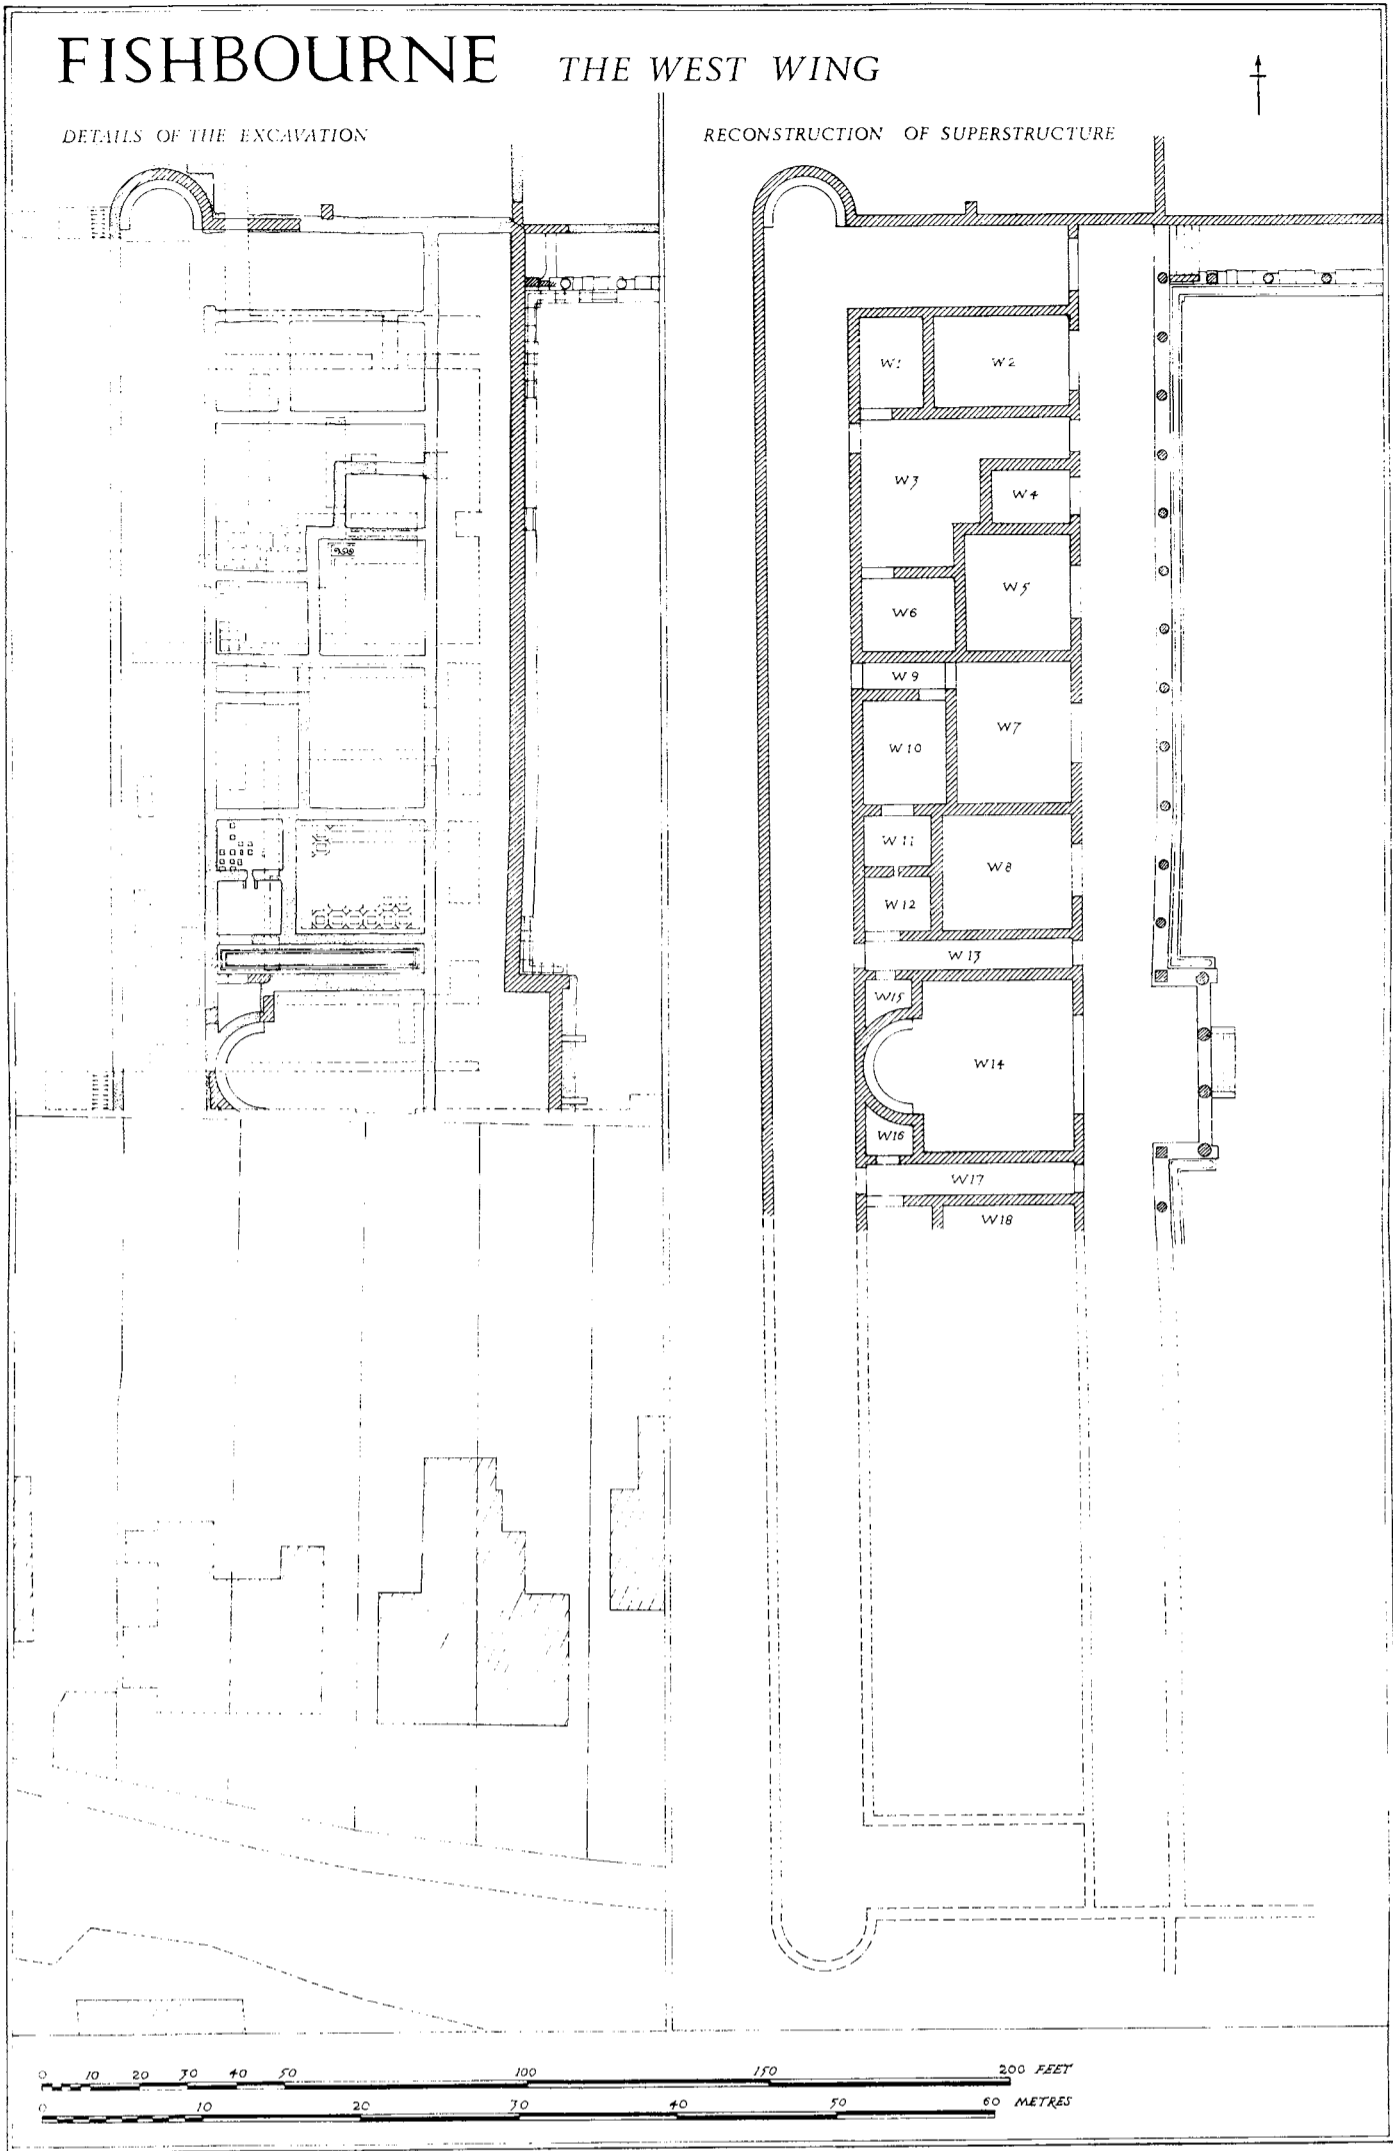 FISHBOURNE THE WEST WING
DETAILS OF THE EXCAVATION
RECONSTRUCTION OF SUPERSTRUCTURE
W1
W2
W3
W4
W5
W6
W9
W7
W10
W11
W8
W12
W13
W15
W14
W16
W17
W18
0 10 20 30 40 50 100 150 200 FEET
0 10 20 30 40 50 60 METRES